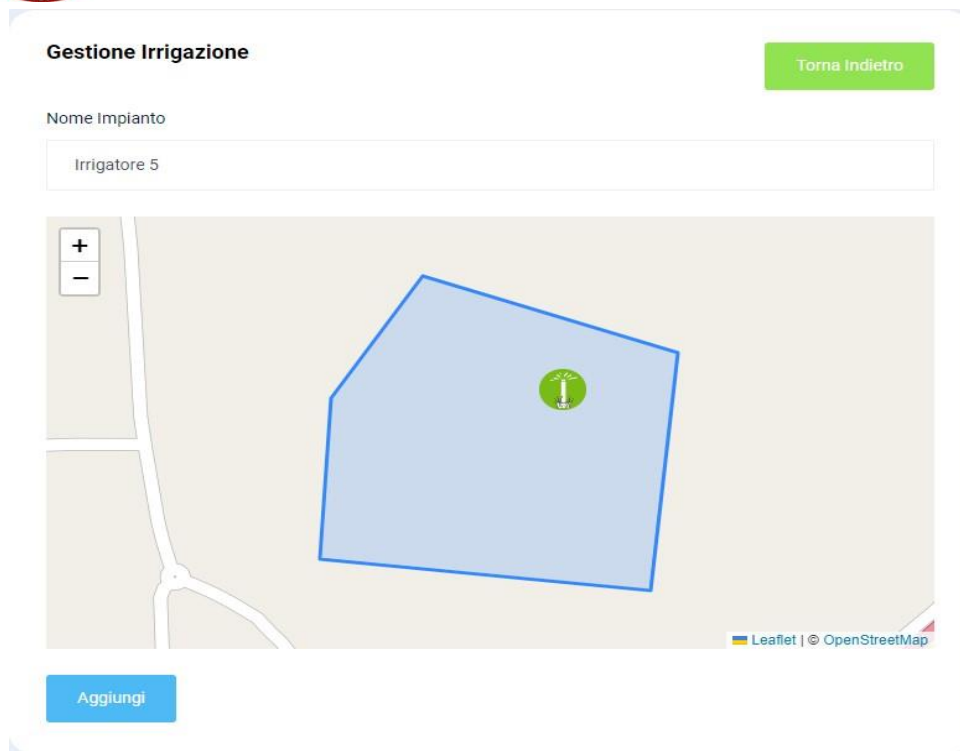 Gestione Irrigazione
Torna Indietro
Nome Impianto
Irrigatore 5
+
−
Leaflet | © OpenStreetMap
Aggiungi